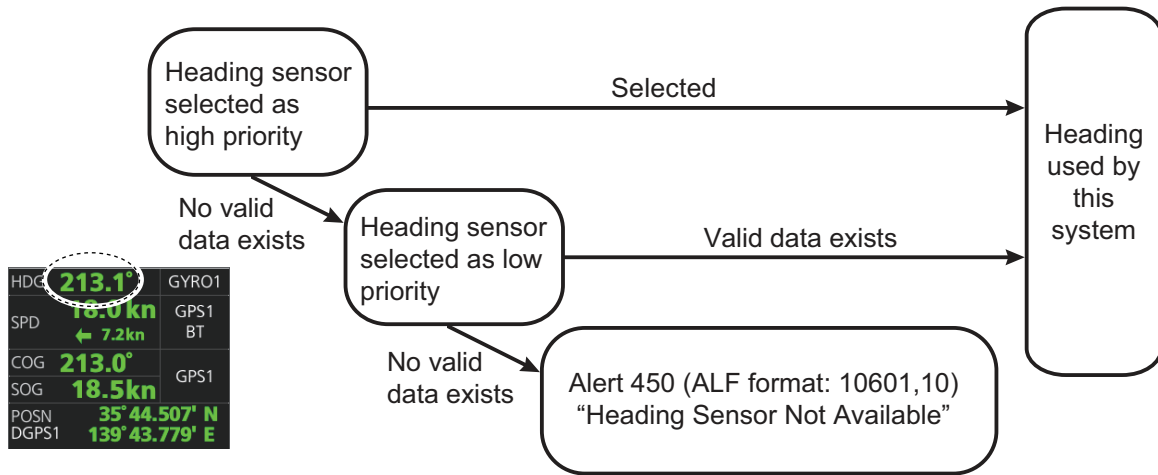 Heading sensor
selected as
high priority
Selected
Heading
used by
this
system
No valid
data exists
Heading sensor
selected as low
priority
Valid data exists
No valid
data exists
Alert 450 (ALF format: 10601,10)
“Heading Sensor Not Available”
HDG 213.1° GYRO1
SPD 18.0 kn GPS1
7.2kn BT
COG 213.0°
GPS1
SOG 18.5kn
POSN 35°44.507' N
DGPS1 139°43.779' E